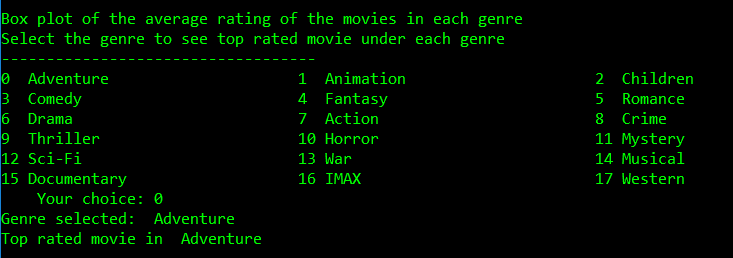 Box plot of the average rating of the movies in each genre
Select the genre to see top rated movie under each genre
-----------------------------------
0  Adventure                     1  Animation                     2  Children
3  Comedy                        4  Fantasy                       5  Romance
6  Drama                         7  Action                        8  Crime
9  Thriller                      10 Horror                        11 Mystery
12 Sci-Fi                        13 War                           14 Musical
15 Documentary                   16 IMAX                          17 Western
    Your choice: 0
Genre selected:  Adventure
Top rated movie in  Adventure